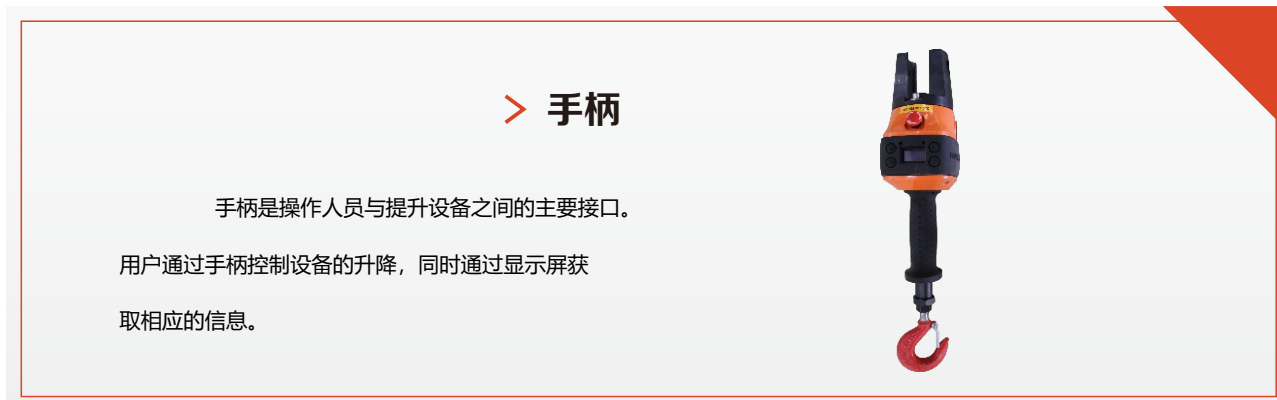 > 手柄
手柄是操作人员与提升设备之间的主要接口。
用户通过手柄控制设备的升降，同时通过显示屏获
取相应的信息。